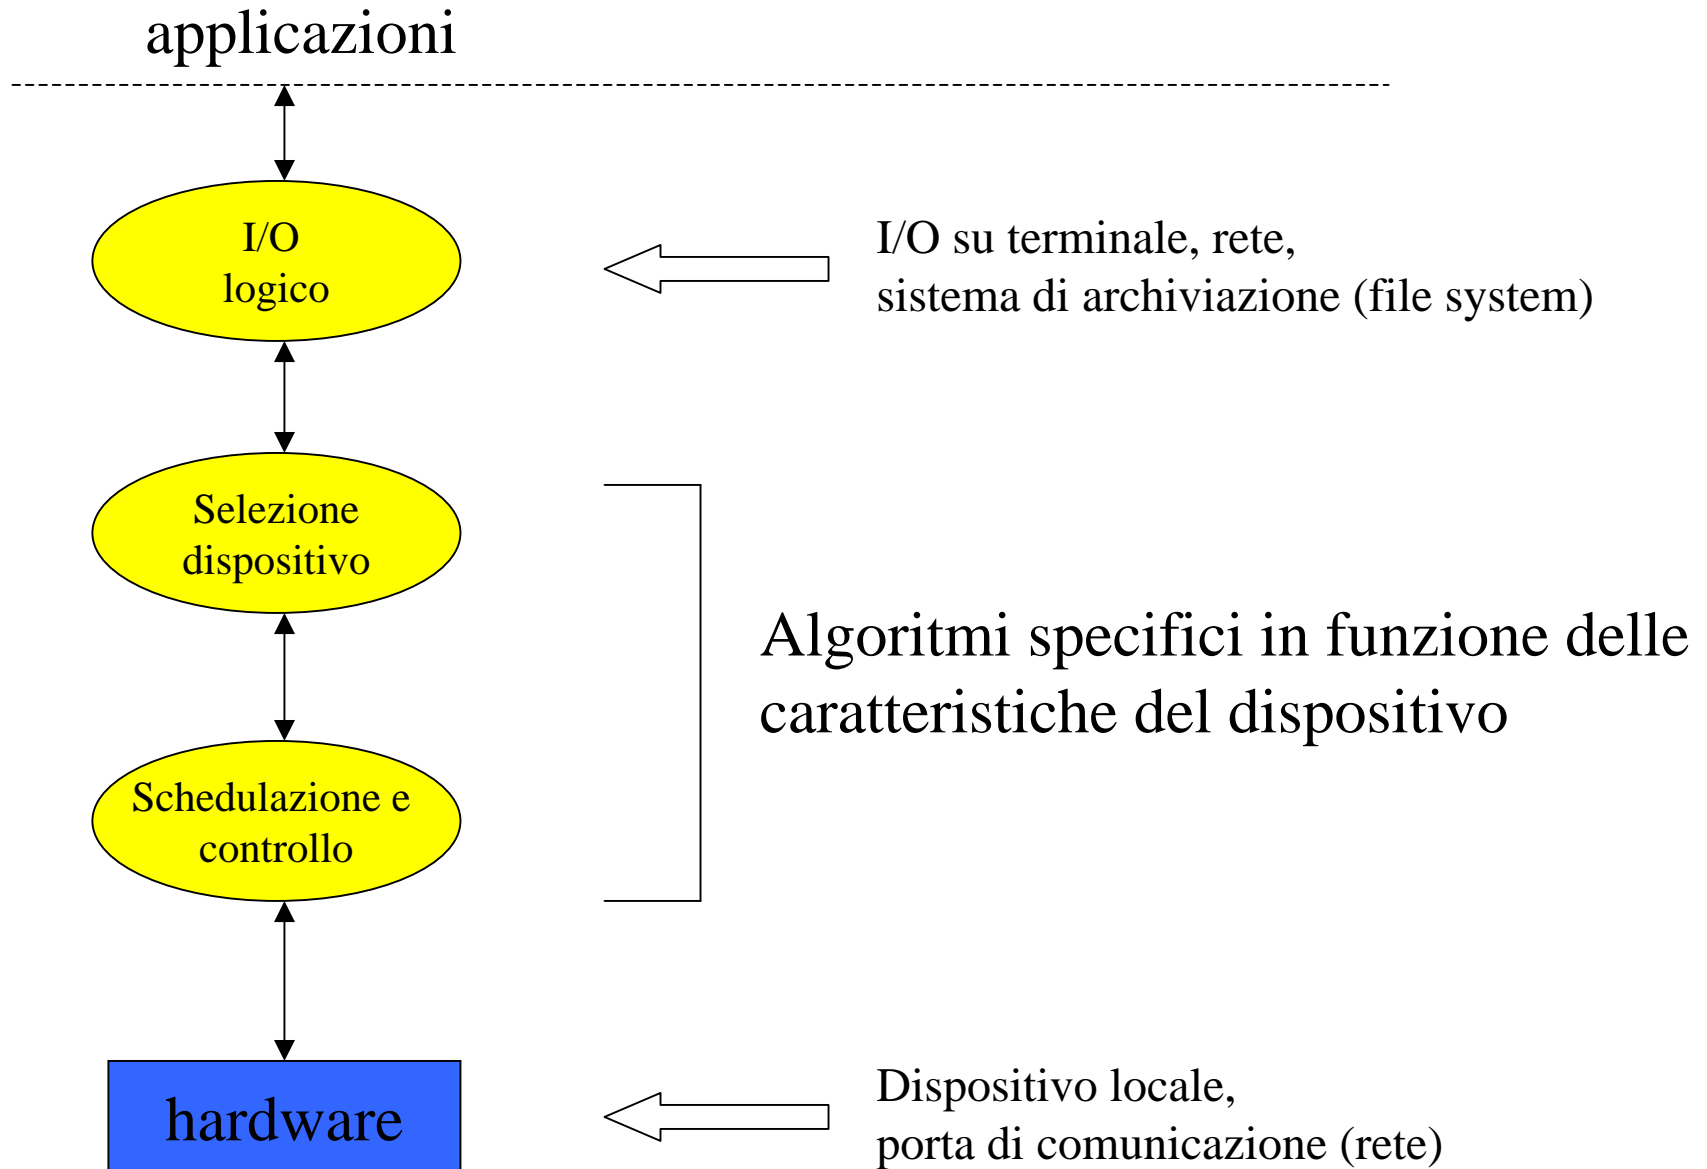 applicazioni
I/O
logico
I/O su terminale, rete,
sistema di archiviazione (file system)
Selezione
dispositivo
Algoritmi specifici in funzione delle
caratteristiche del dispositivo
Schedulazione e
controllo
hardware
Dispositivo locale,
porta di comunicazione (rete)